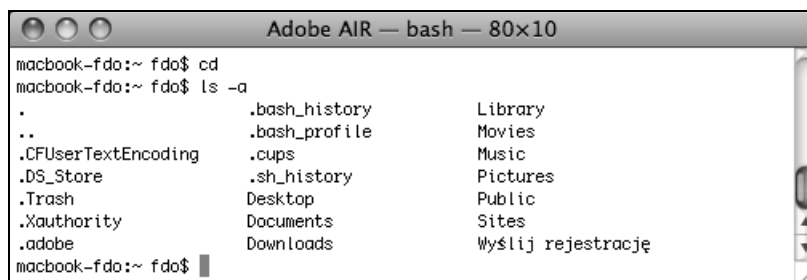 Adobe AIR — bash — 80×10
macbook-fdo:~ fdo$ cd
macbook-fdo:~ fdo$ ls -a
. .bash_history Library
.. .bash_profile Movies
.CFUserTextEncoding .cups Music
.DS_Store .sh_history Pictures
.Trash Desktop Public
.Xauthority Documents Sites
.adobe Downloads Wyślij rejestrację
macbook-fdo:~ fdo$